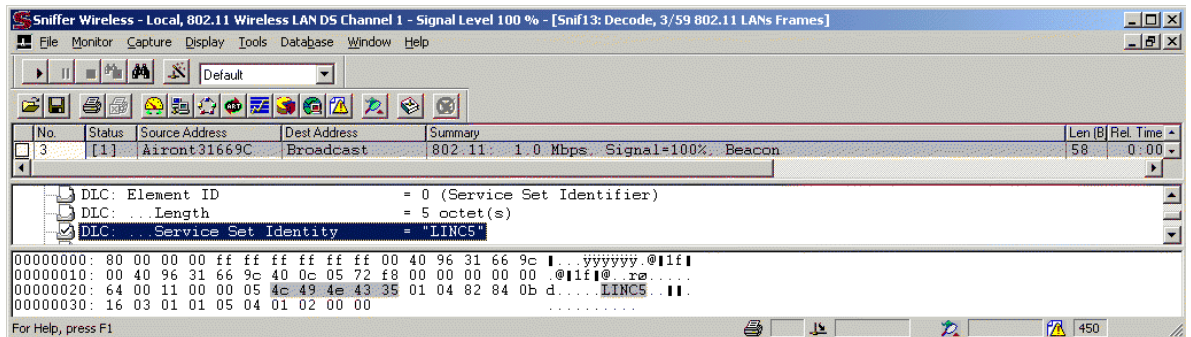 Sniffer Wireless - Local, 802.11 Wireless LAN DS Channel 1 - Signal Level 100 % - [Snif13: Decode, 3/59 802.11 LANs Frames]
File Monitor Capture Display Tools Database Window Help
Default
No. Status Source Address Dest Address Summary Len (B) Rel. Time
3 [1] Airont31669C Broadcast 802.11: 1.0 Mbps, Signal=100%, Beacon 58 0:00
DLC: Element ID = 0 (Service Set Identifier)
DLC: ...Length = 5 octet(s)
DLC: ...Service Set Identity = "LINC5"
00000000: 80 00 00 00 ff ff ff ff ff ff 00 40 96 31 66 9c ▌...ÿÿÿÿÿÿ.@▌1f▌
00000010: 00 40 96 31 66 9c 40 0c 05 72 f8 00 00 00 00 00 .@▌1f▌@..rø.....
00000020: 64 00 11 00 00 05 4c 49 4e 43 35 01 04 82 84 0b d.....LINC5..▌▌.
00000030: 16 03 01 01 05 04 01 02 00 00 ..........
For Help, press F1 450